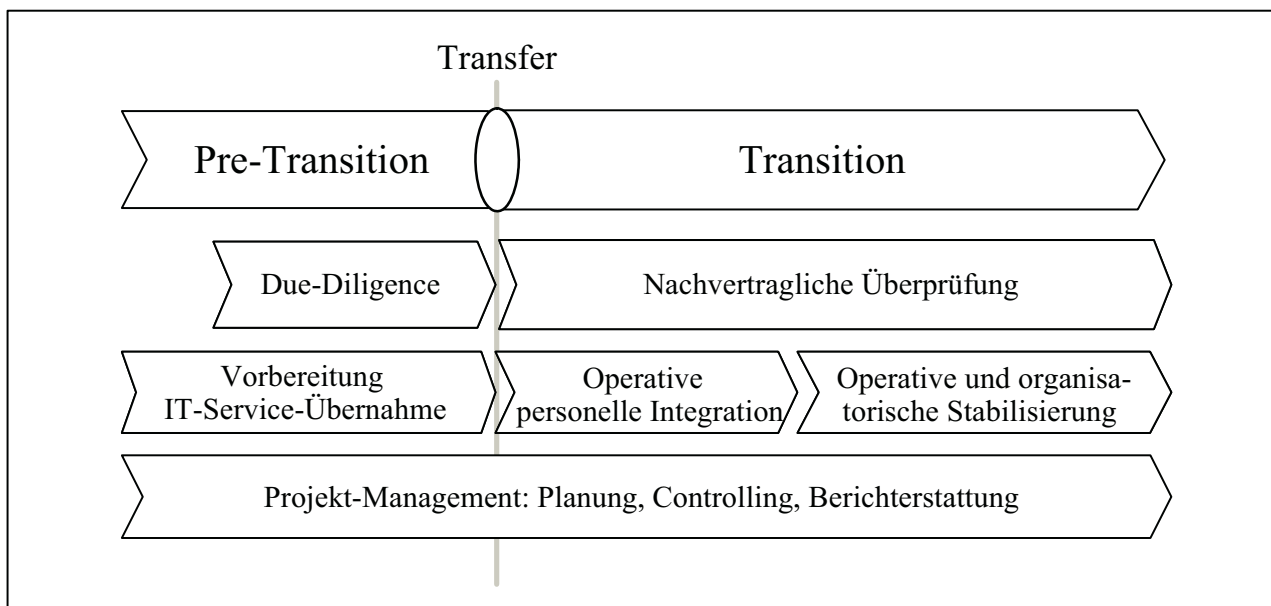 Transfer
Pre-Transition
Transition
Due-Diligence
Nachvertragliche Überprüfung
Vorbereitung
IT-Service-Übernahme
Operative
personelle Integration
Operative und organisa-
torische Stabilisierung
Projekt-Management: Planung, Controlling, Berichterstattung